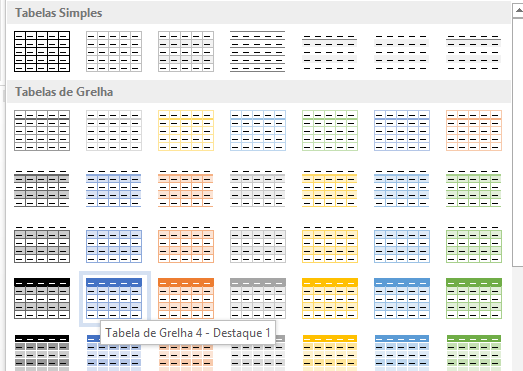 Tabelas Simples
Tabelas de Grelha
Tabela de Grelha 4 - Destaque 1